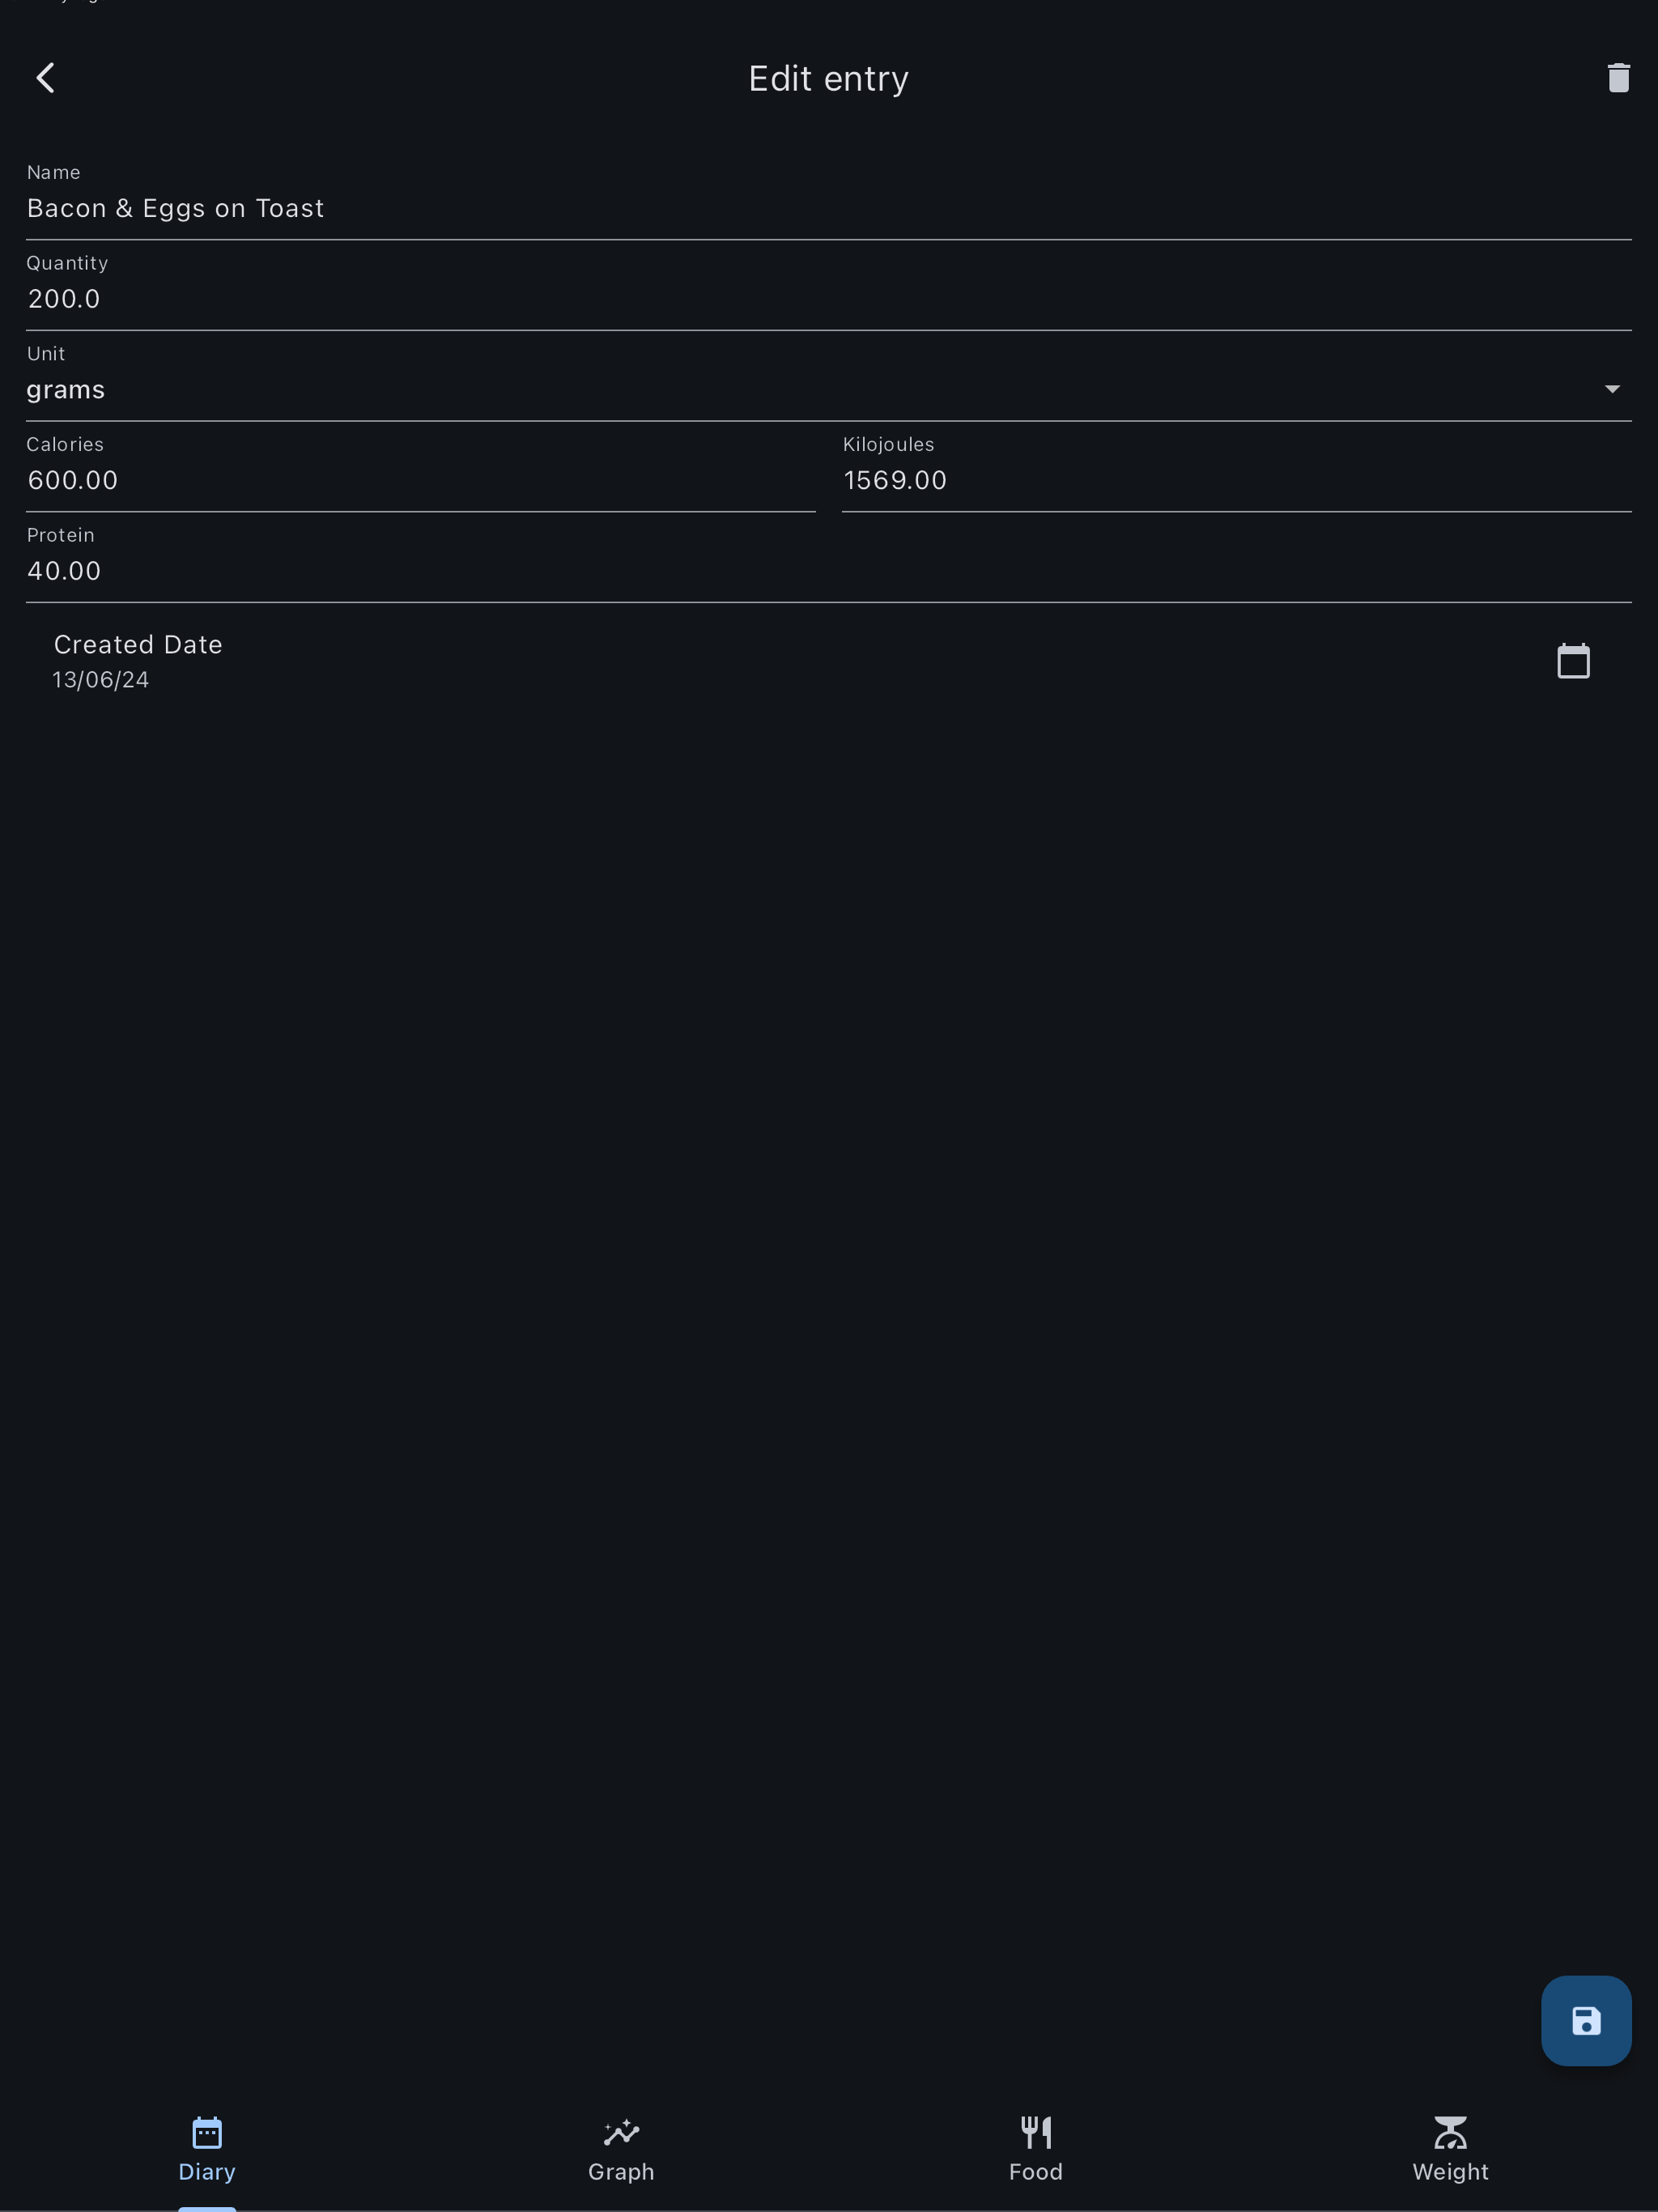 Edit entry
Name
Bacon & Eggs on Toast
Quantity
200.0
Unit
grams
Calories
600.00
Kilojoules
1569.00
Protein
40.00
Created Date
13/06/24
Diary
Graph
Food
Weight